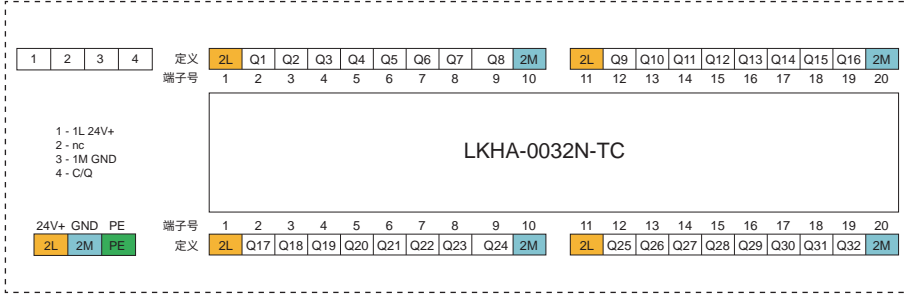 1 2 3 4 定义 2L Q1 Q2 Q3 Q4 Q5 Q6 Q7 Q8 2M 2L Q9 Q10 Q11 Q12 Q13 Q14 Q15 Q16 2M
端子号 1 2 3 4 5 6 7 8 9 10 11 12 13 14 15 16 17 18 19 20
1 - 1L 24V+
2 - nc
3 - 1M GND
4 - C/Q
LKHA-0032N-TC
24V+ GND PE 端子号 1 2 3 4 5 6 7 8 9 10 11 12 13 14 15 16 17 18 19 20
2L 2M PE 定义 2L Q17 Q18 Q19 Q20 Q21 Q22 Q23 Q24 2M 2L Q25 Q26 Q27 Q28 Q29 Q30 Q31 Q32 2M